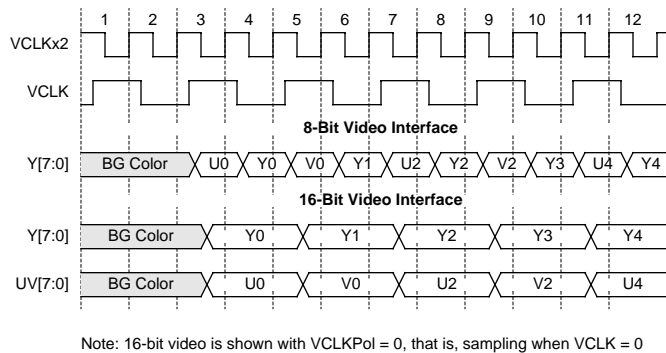 1 2 3 4 5 6 7 8 9 10 11 12
VCLKx2
VCLK
8-Bit Video Interface
Y[7:0] BG Color U0 Y0 V0 Y1 U2 Y2 V2 Y3 U4 Y4
16-Bit Video Interface
Y[7:0] BG Color Y0 Y1 Y2 Y3 Y4
UV[7:0] BG Color U0 V0 U2 V2 U4
Note: 16-bit video is shown with VCLKPol = 0, that is, sampling when VCLK = 0